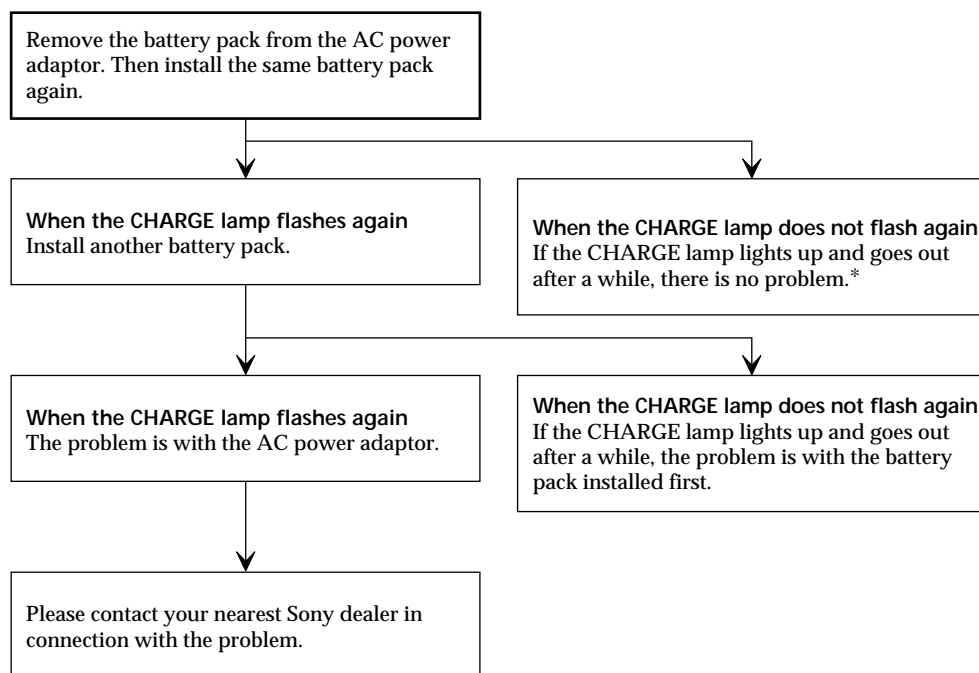 Remove the battery pack from the AC power
adaptor. Then install the same battery pack
again.
When the CHARGE lamp flashes again
Install another battery pack.
When the CHARGE lamp does not flash again
If the CHARGE lamp lights up and goes out
after a while, there is no problem.*
When the CHARGE lamp flashes again
The problem is with the AC power adaptor.
When the CHARGE lamp does not flash again
If the CHARGE lamp lights up and goes out
after a while, the problem is with the battery
pack installed first.
Please contact your nearest Sony dealer in
connection with the problem.